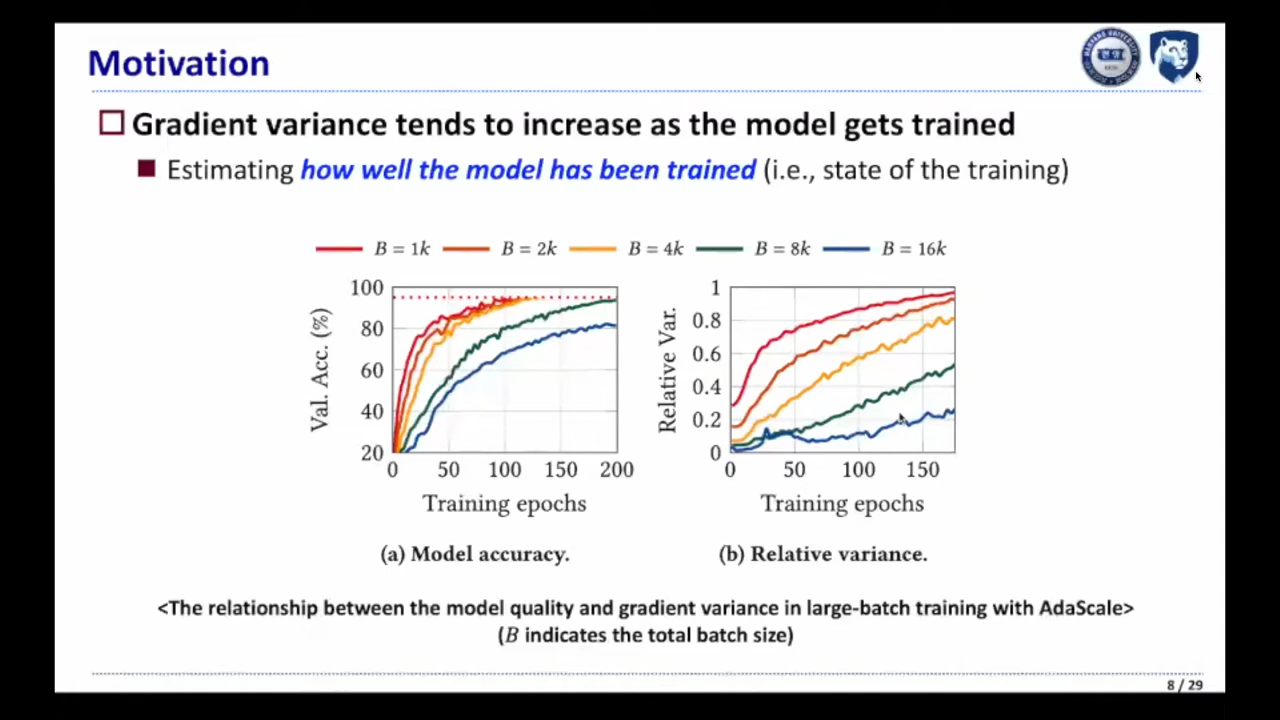 Motivation
Gradient variance tends to increase as the model gets trained
Estimating how well the model has been trained (i.e., state of the training)
B = 1k B = 2k B = 4k B = 8k B = 16k
100
80
60
40
20
Val. Acc. (%)
0 50 100 150 200
Training epochs
(a) Model accuracy.
1
0.8
0.6
0.4
0.2
0
Relative Var.
0 50 100 150
Training epochs
(b) Relative variance.
<The relationship between the model quality and gradient variance in large-batch training with AdaScale>
(B indicates the total batch size)
8 / 29